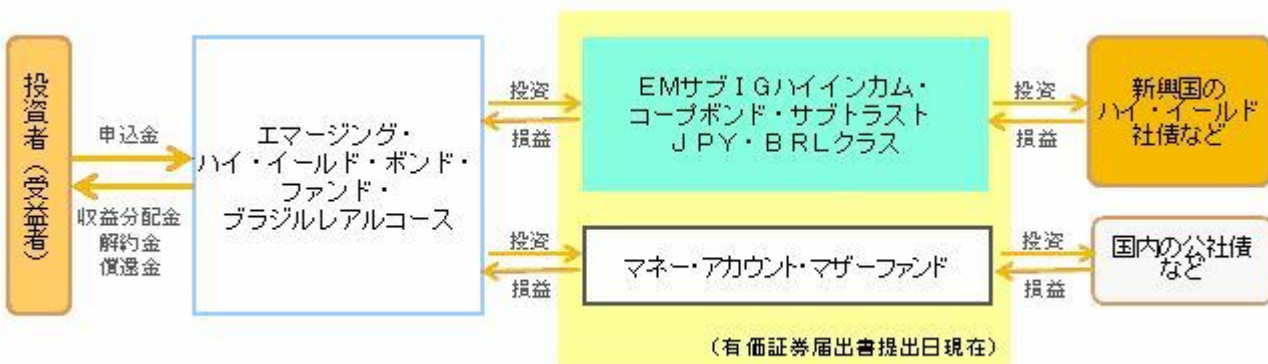 投資者（受益者）
申込金
収益分配金
解約金
償還金
エマージング・
ハイ・イールド・ボンド・
ファンド・
ブラジルレアルコース
投資
損益
投資
損益
EMサブＩＧハイインカム・
コープボンド・サブトラスト
ＪＰＹ・ＢＲＬクラス
マネー・アカウント・マザーファンド
（有価証券届出書提出日現在）
投資
損益
投資
損益
新興国の
ハイ・イールド
社債など
国内の公社債
など